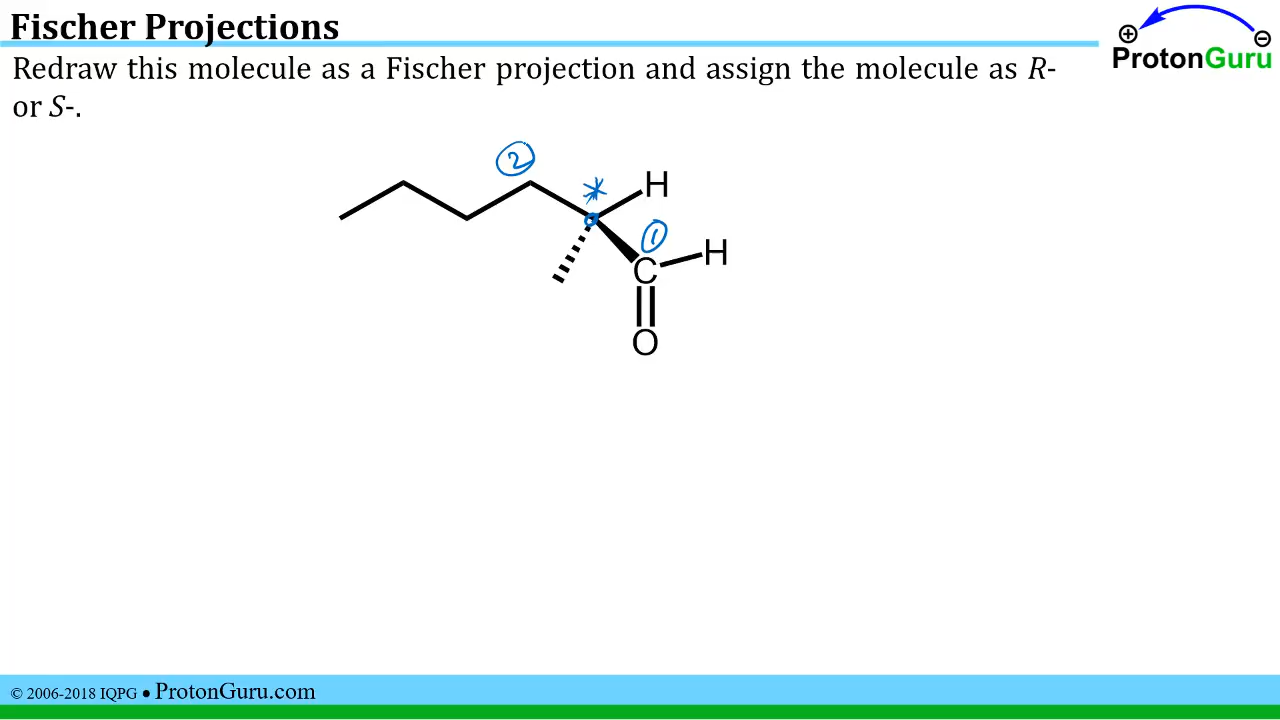 Fischer Projections
ProtonGuru
Redraw this molecule as a Fischer projection and assign the molecule as R-
or S-.
2
*
H
1
H
C
O
© 2006-2018 IQPG ● ProtonGuru.com